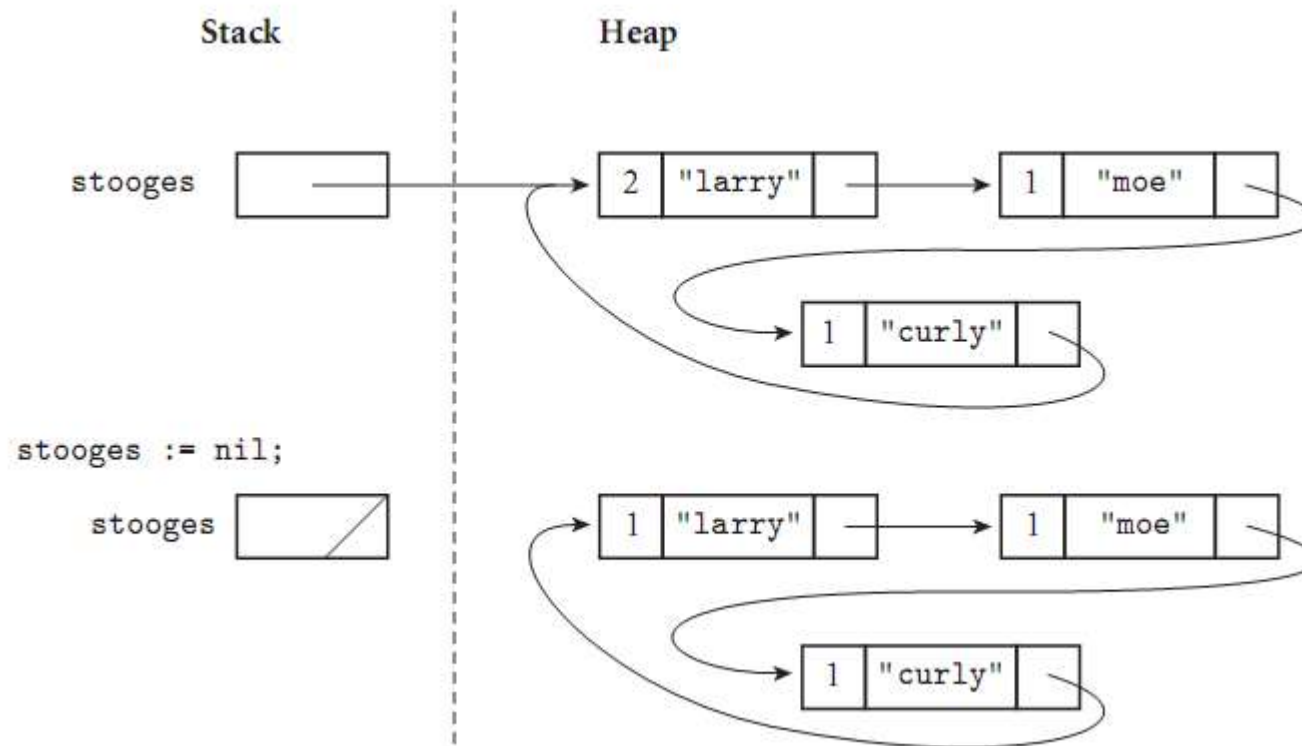 Stack Heap
stooges 2 "larry" 1 "moe"
1 "curly"
stooges := nil;
stooges 1 "larry" 1 "moe"
1 "curly"